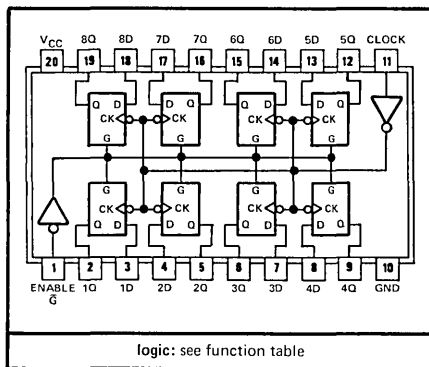 VCC 8Q 8D 7D 7Q 6Q 6D 5D 5Q CLOCK
20 19 18 17 16 15 14 13 12 11
Q D D Q Q D D Q
CK CK CK CK
G G G G
G G G G
CK CK CK CK
Q D D Q Q D D Q
1 2 3 4 5 6 7 8 9 10
ENABLE 1Q 1D 2D 2Q 3Q 3D 4D 4Q GND
G̅
logic: see function table